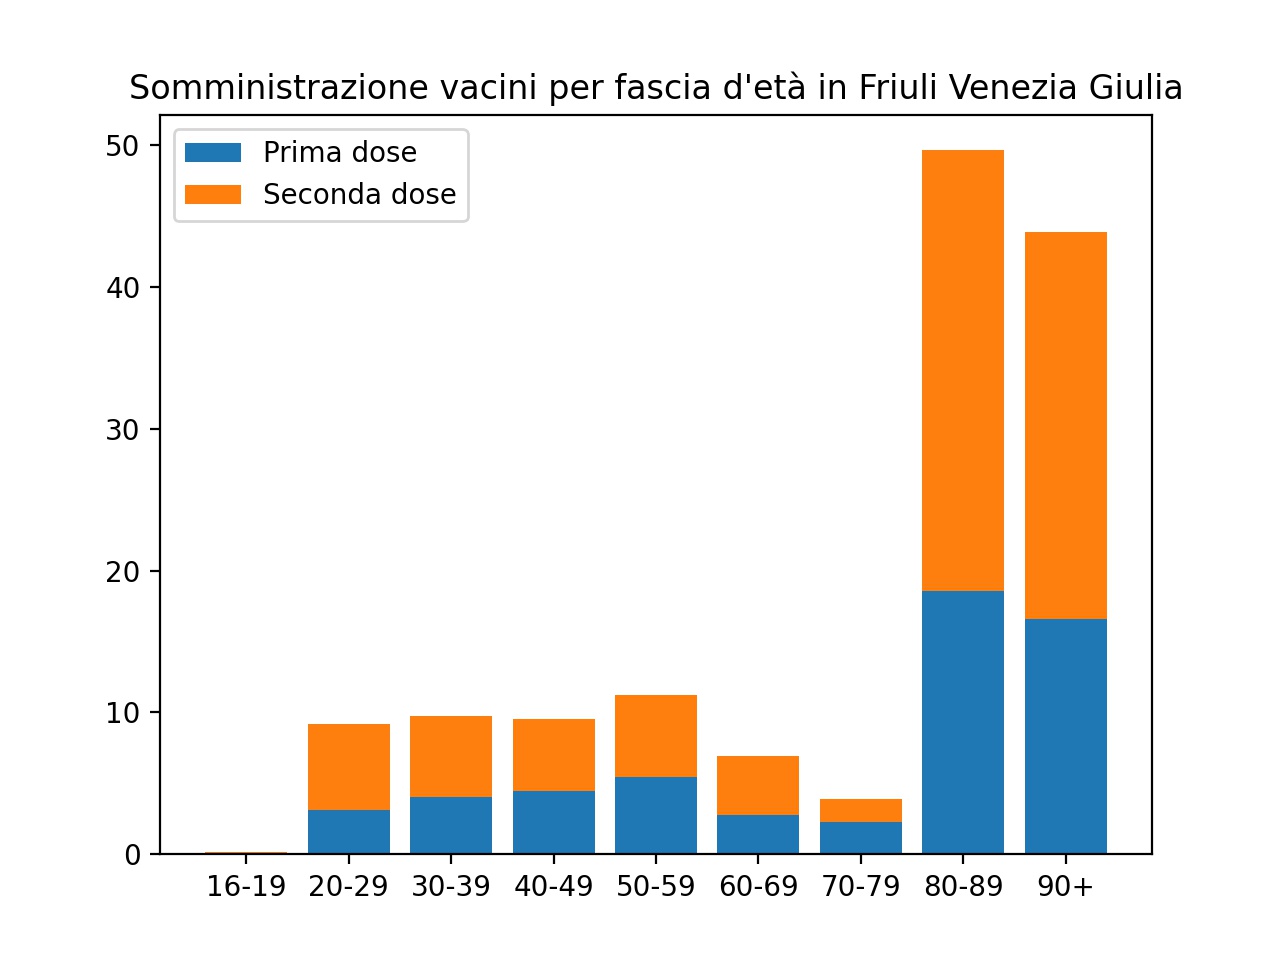 Somministrazione vacini per fascia d'età in Friuli Venezia Giulia
Prima dose
Seconda dose
50
40
30
20
10
0
16-19 20-29 30-39 40-49 50-59 60-69 70-79 80-89 90+